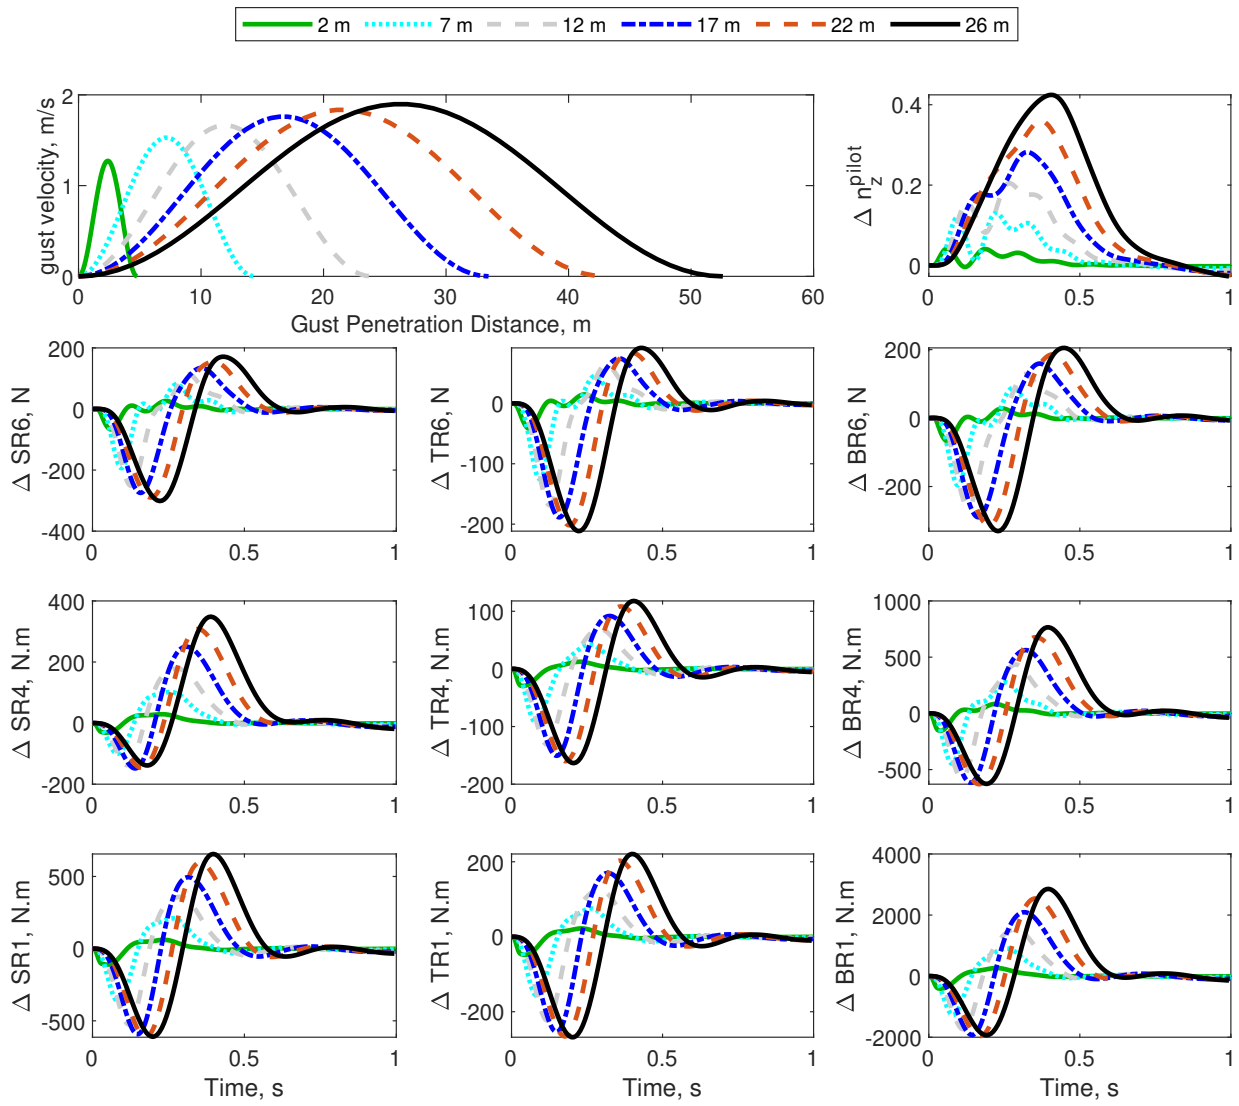 2 m 7 m 12 m 17 m 22 m 26 m
gust velocity, m/s
2
1
0
0 10 20 30 40 50 60
Gust Penetration Distance, m
Δ n_z^pilot
0.4
0.2
0
0 0.5 1
Δ SR6, N
200
0
-200
-400
0 0.5 1
Δ TR6, N
0
-100
-200
0 0.5 1
Δ BR6, N
200
0
-200
0 0.5 1
Δ SR4, N.m
400
200
0
-200
0 0.5 1
Δ TR4, N.m
100
0
-100
-200
0 0.5 1
Δ BR4, N.m
1000
500
0
-500
0 0.5 1
Δ SR1, N.m
500
0
-500
0 0.5 1
Time, s
Δ TR1, N.m
200
0
-200
0 0.5 1
Time, s
Δ BR1, N.m
4000
2000
0
-2000
0 0.5 1
Time, s